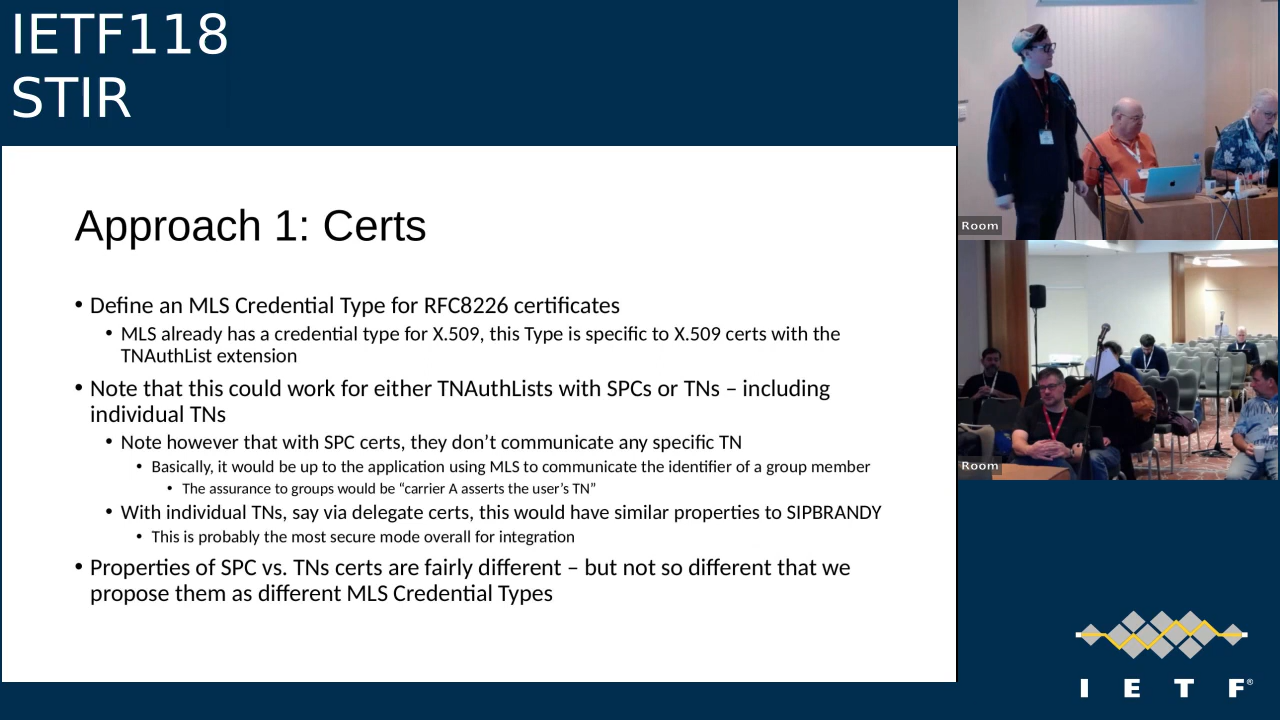 IETF118
STIR
Approach 1: Certs
• Define an MLS Credential Type for RFC8226 certificates
• MLS already has a credential type for X.509, this Type is specific to X.509 certs with the
TNAuthList extension
• Note that this could work for either TNAuthLists with SPCs or TNs – including
individual TNs
• Note however that with SPC certs, they don’t communicate any specific TN
• Basically, it would be up to the application using MLS to communicate the identifier of a group member
• The assurance to groups would be “carrier A asserts the user’s TN”
• With individual TNs, say via delegate certs, this would have similar properties to SIPBRANDY
• This is probably the most secure mode overall for integration
• Properties of SPC vs. TNs certs are fairly different – but not so different that we
propose them as different MLS Credential Types
Room
Room
I E T F®